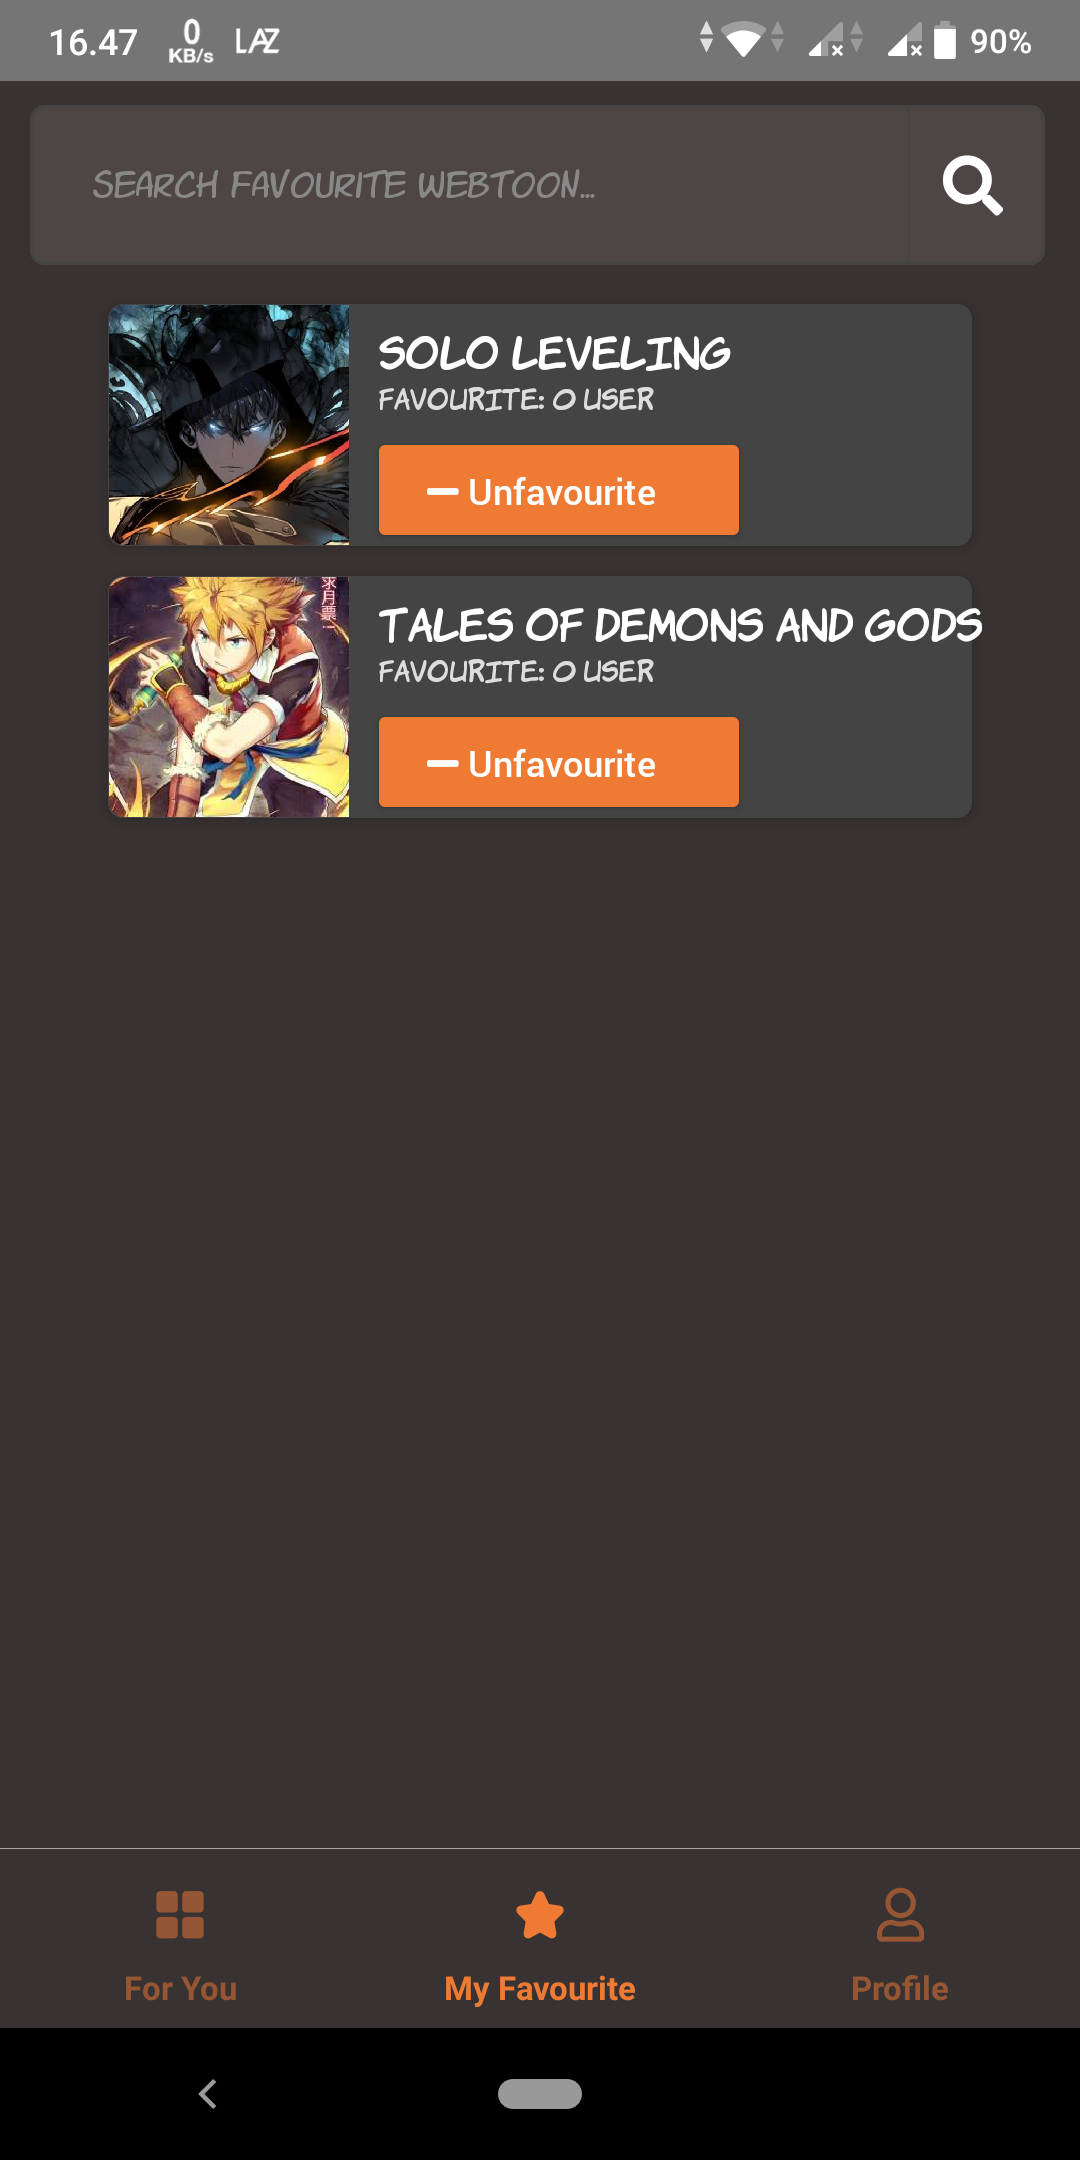 16.47 0 KB/s LAZ 90%
SEARCH FAVOURITE WEBTOON...
SOLO LEVELING
FAVOURITE: 0 USER
Unfavourite
求月票
TALES OF DEMONS AND GODS
FAVOURITE: 0 USER
Unfavourite
For You My Favourite Profile